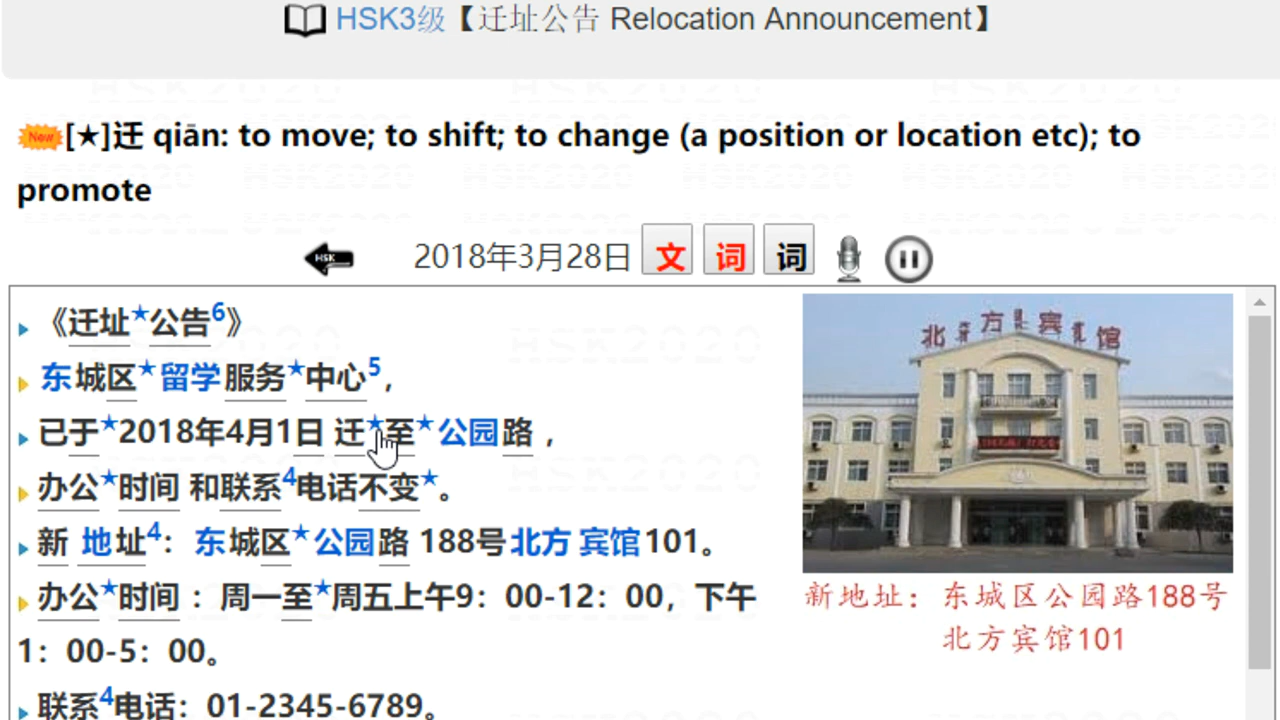 HSK3级【迁址公告 Relocation Announcement】
New [★]迁 qiān: to move; to shift; to change (a position or location etc); to
promote
HSK 2018年3月28日 文 词 词
《迁址★公告6》
东城区★留学服务★中心5，
已于★2018年4月1日 迁★至★公园路，
办公★时间 和联系4电话不变★。
新 地址4：东城区★公园路 188号北方 宾馆101。
办公★时间：周一至★周五上午9：00-12：00，下午
1：00-5：00。
联系4电话：01-2345-6789。
北方宾馆
新地址：东城区公园路188号
北方宾馆101
HSK2020